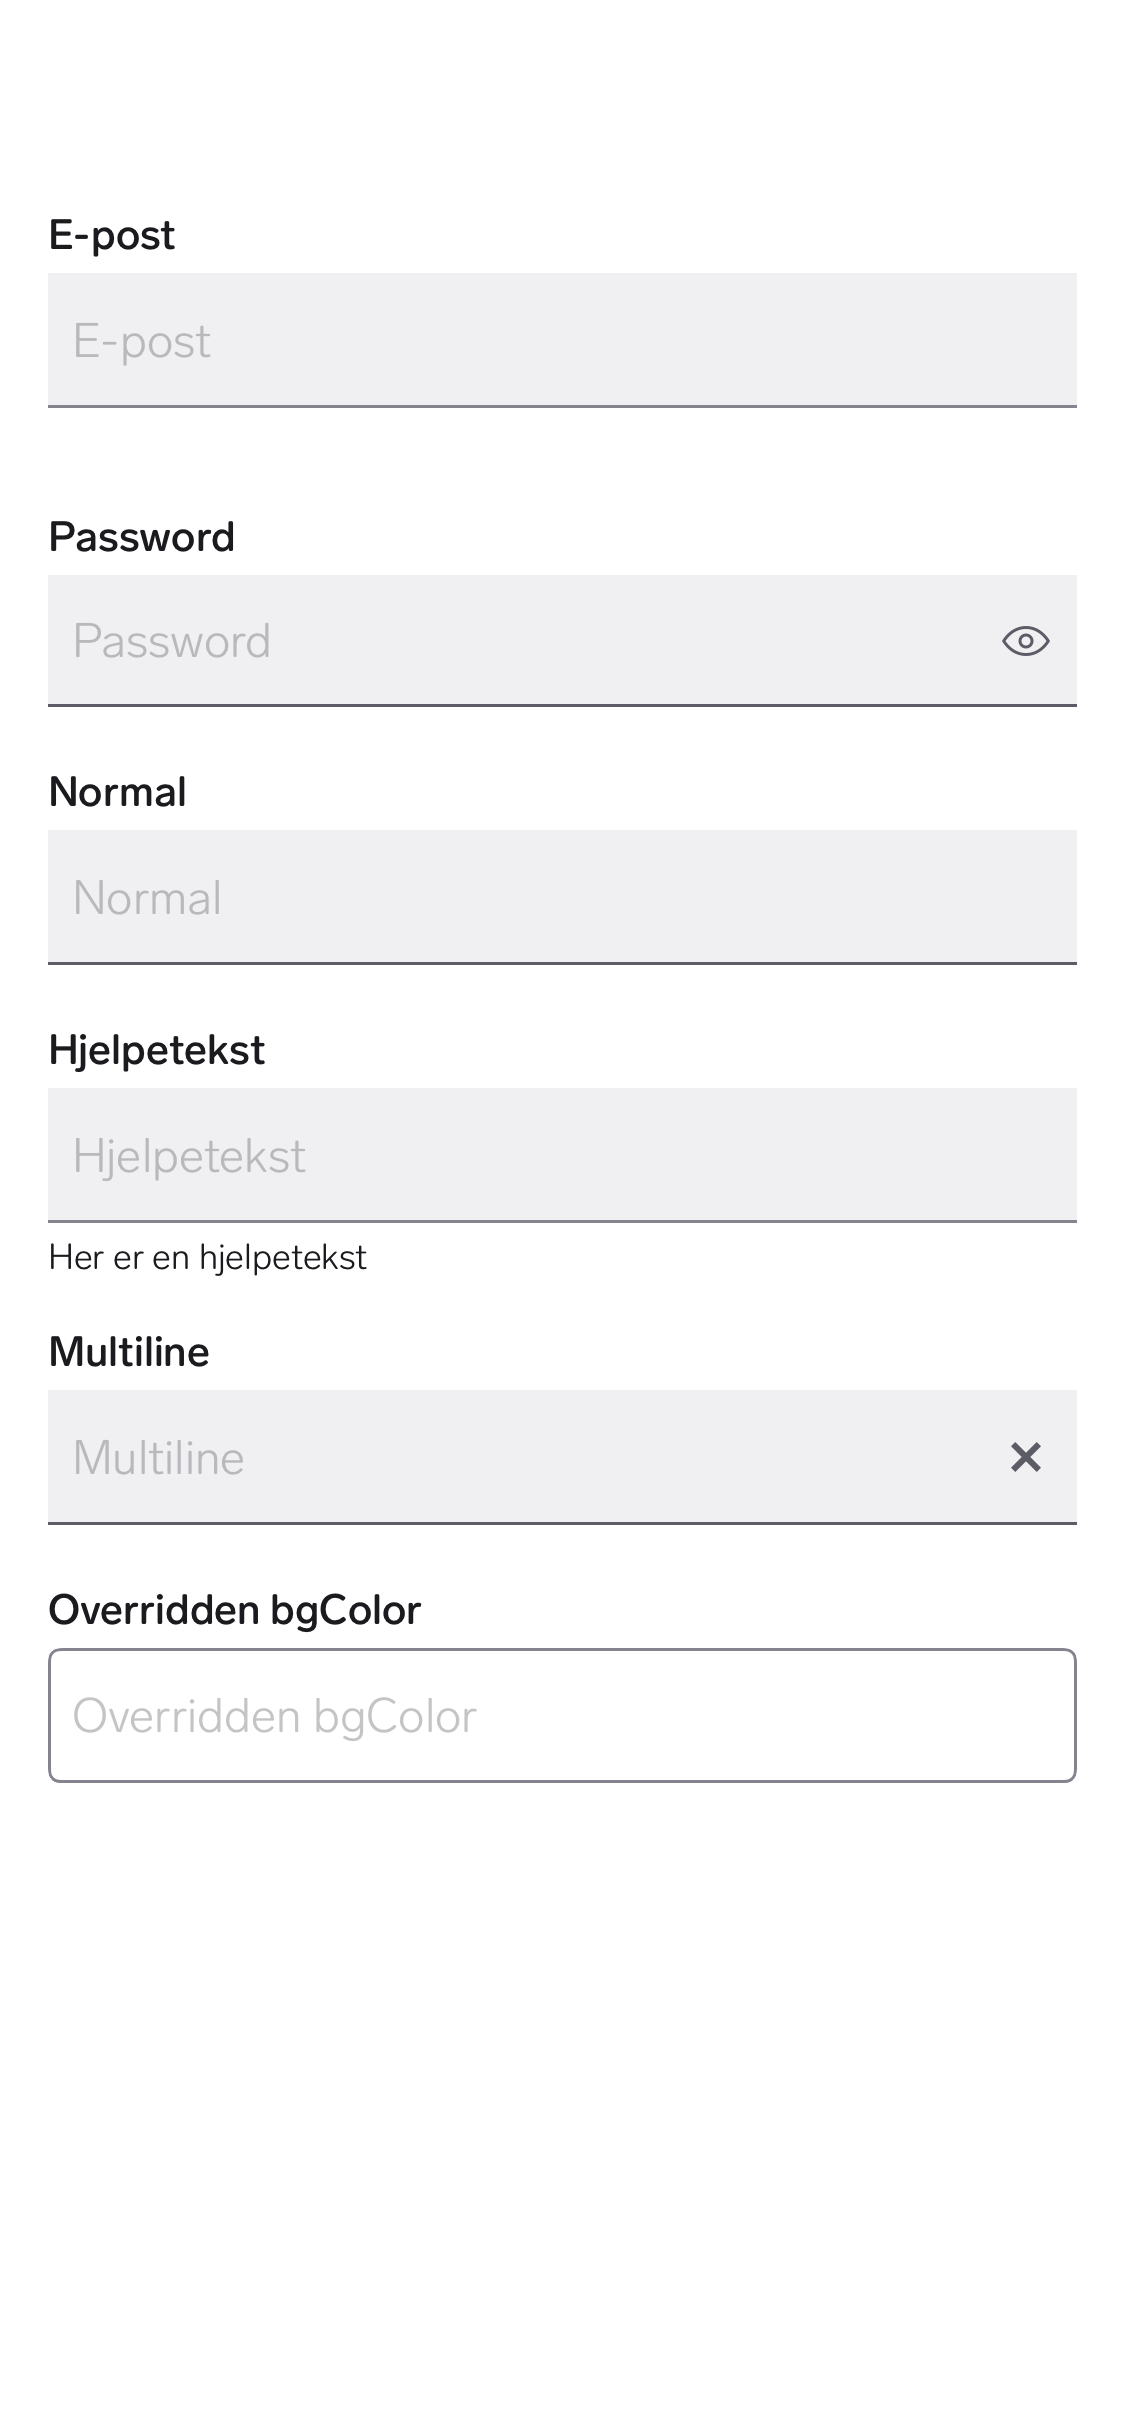 E-post
E-post
Password
Password
Normal
Normal
Hjelpetekst
Hjelpetekst
Her er en hjelpetekst
Multiline
Multiline
Overridden bgColor
Overridden bgColor